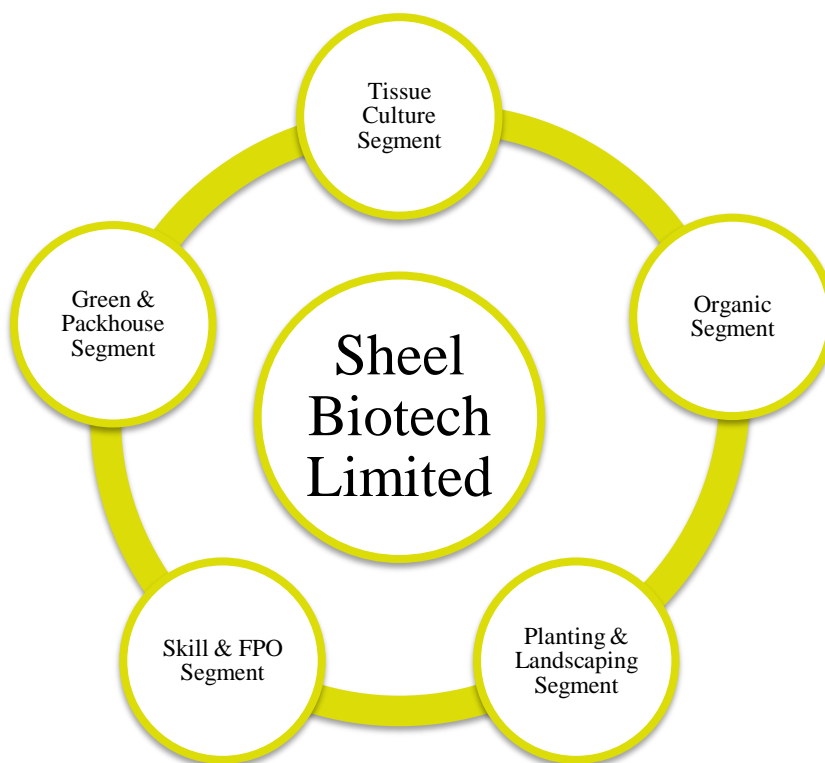 Tissue
Culture
Segment
Organic
Segment
Planting &
Landscaping
Segment
Skill & FPO
Segment
Green &
Packhouse
Segment
Sheel
Biotech
Limited